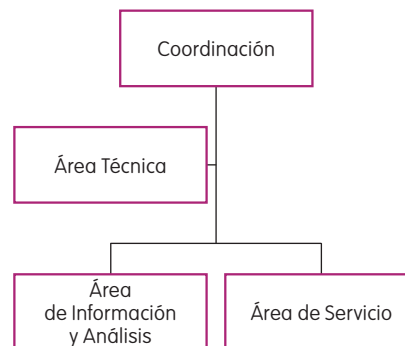 Coordinación
Área Técnica
Área
de Información
y Análisis
Área de Servicio